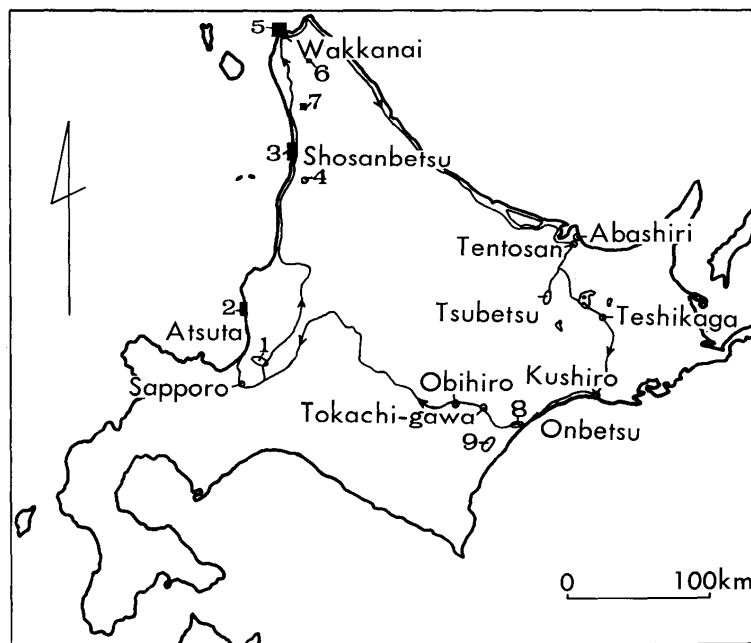 5
Wakkanai
6
7
3
Shosanbetsu
4
Abashiri
Tentosan
2
Tsubetsu
Teshikaga
Atsuta
1
Sapporo
Obihiro
Kushiro
Tokachi-gawa
8
9
Onbetsu
0
100km